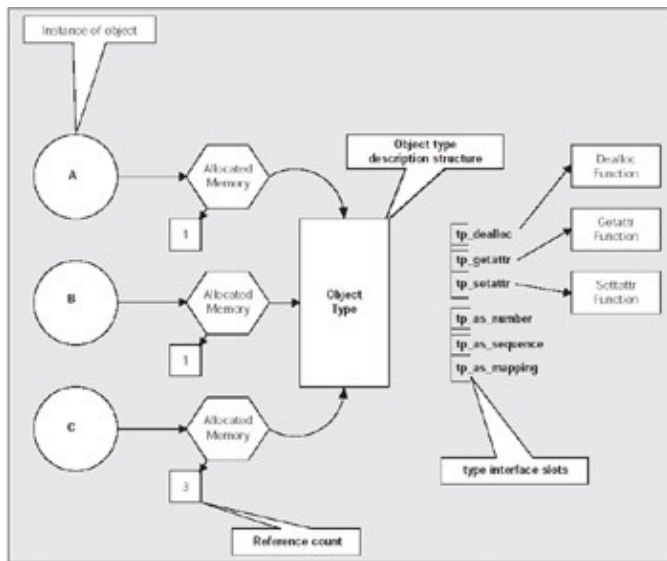 Instance of object
Object type
description structure
A
Allocated
Memory
1
B
Allocated
Memory
1
C
Allocated
Memory
3
Reference count
Object
Type
tp_dealloc
tp_getattr
tp_setattr
tp_as_number
tp_as_sequence
tp_as_mapping
type interface slots
Dealloc
Function
Getattr
Function
Settattr
Function